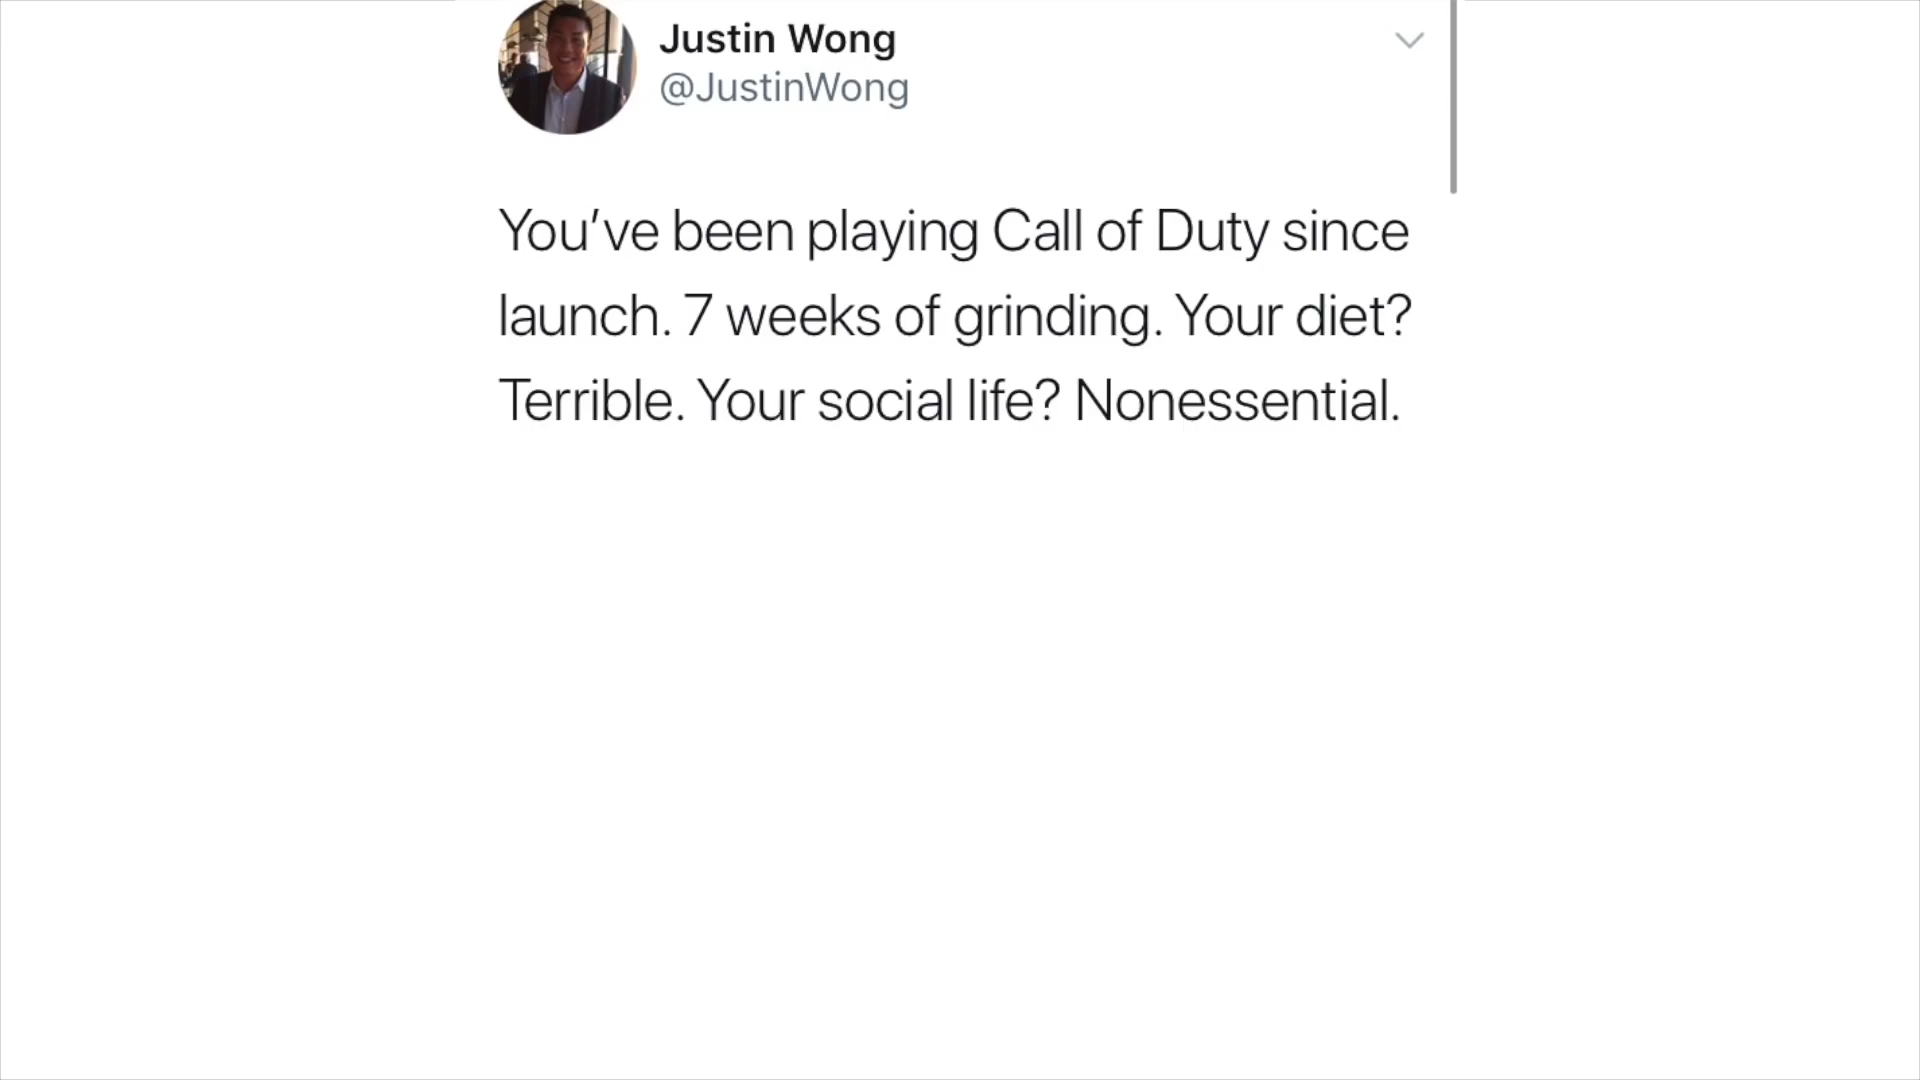 Justin Wong
@JustinWong
You’ve been playing Call of Duty since
launch. 7 weeks of grinding. Your diet?
Terrible. Your social life? Nonessential.